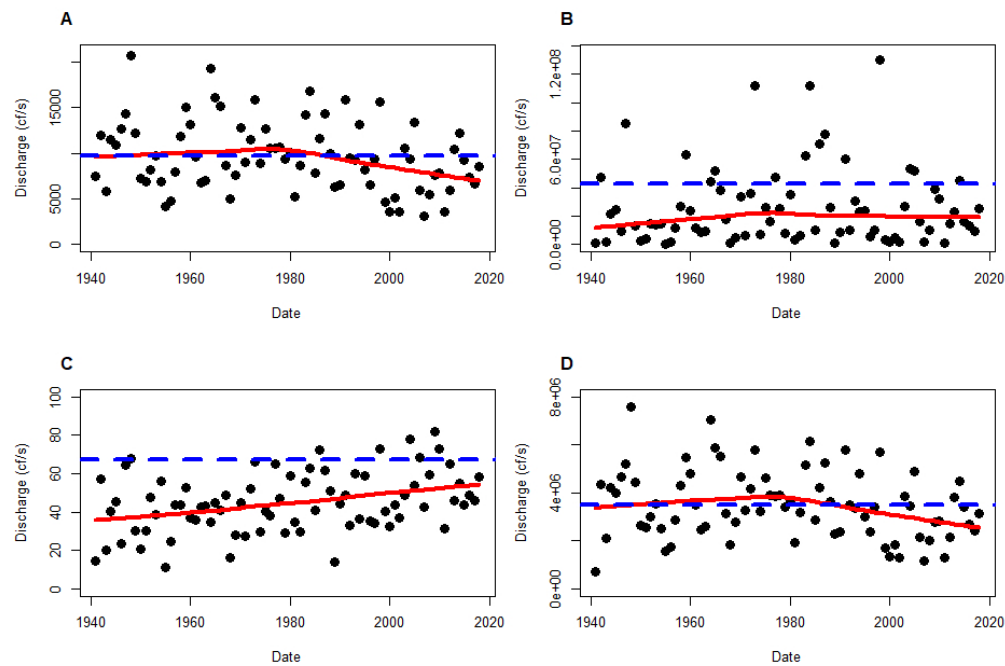 A
Discharge (cf/s)
15000
5000
0
1940 1960 1980 2000 2020
Date
B
Discharge (cf/s)
1.2e+08
6.0e+07
0.0e+00
1940 1960 1980 2000 2020
Date
C
Discharge (cf/s)
100
80
60
40
20
0
1940 1960 1980 2000 2020
Date
D
Discharge (cf/s)
8e+06
4e+06
0e+00
1940 1960 1980 2000 2020
Date